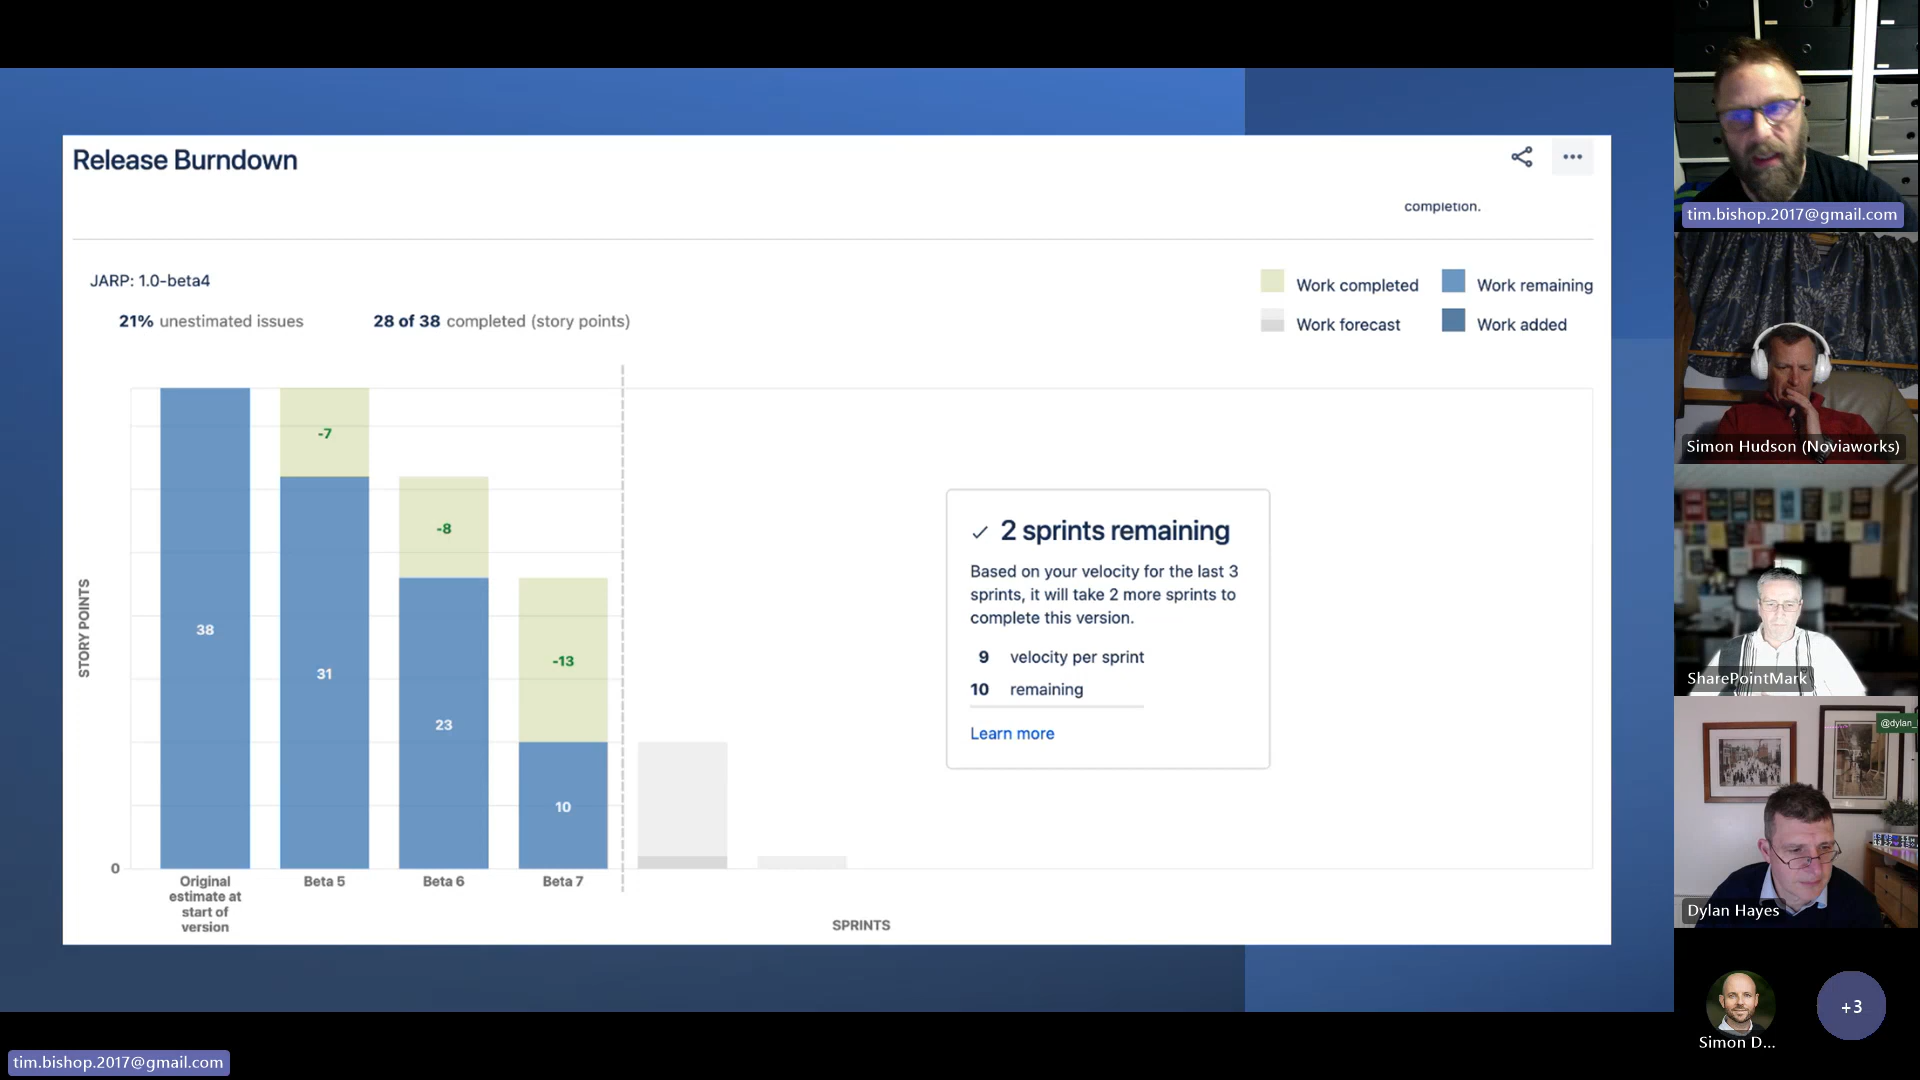 Release Burndown
completion.
JARP: 1.0-beta4
21% unestimated issues
28 of 38 completed (story points)
Work completed
Work remaining
Work forecast
Work added
STORY POINTS
38
-7
31
-8
23
-13
10
0
Original
estimate at
start of
version
Beta 5
Beta 6
Beta 7
SPRINTS
2 sprints remaining
Based on your velocity for the last 3
sprints, it will take 2 more sprints to
complete this version.
9 velocity per sprint
10 remaining
Learn more
tim.bishop.2017@gmail.com
Simon Hudson (Noviaworks)
SharePointMark
@dylan_
Dylan Hayes
Simon D...
+3
tim.bishop.2017@gmail.com